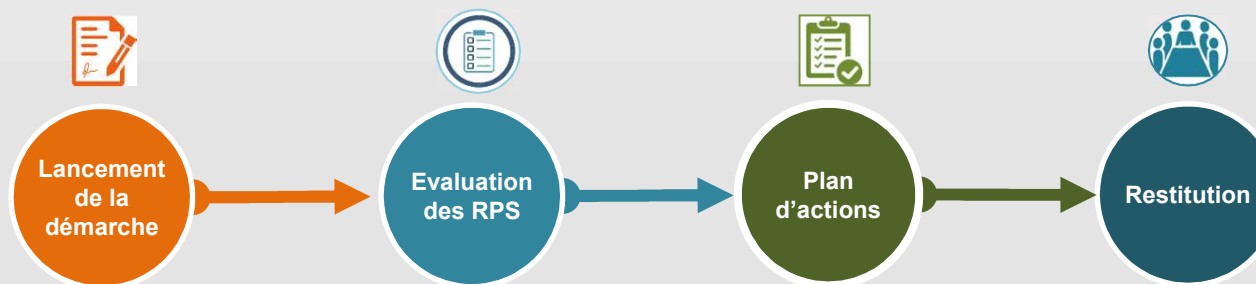 Lancement
de la
démarche
Evaluation
des RPS
Plan
d’actions
Restitution